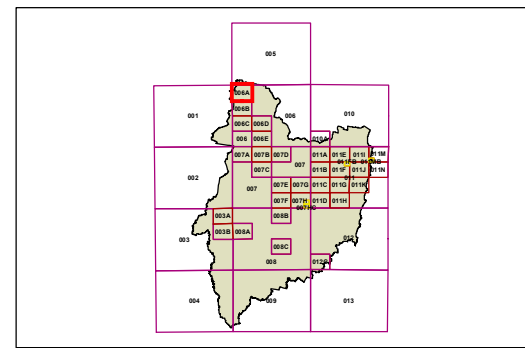 005
006A
001 006B 006 010
006C 006D
006 006E 010A
007A 007B 007D 007 011A 011E 011I 011M
002 007C 011B 011F 011J 011N
007 007E 007G 011C 011G 011K
007F 007H 011D 011H
003A 008B
003 003B 008A
008C
008 012C
004 009 013